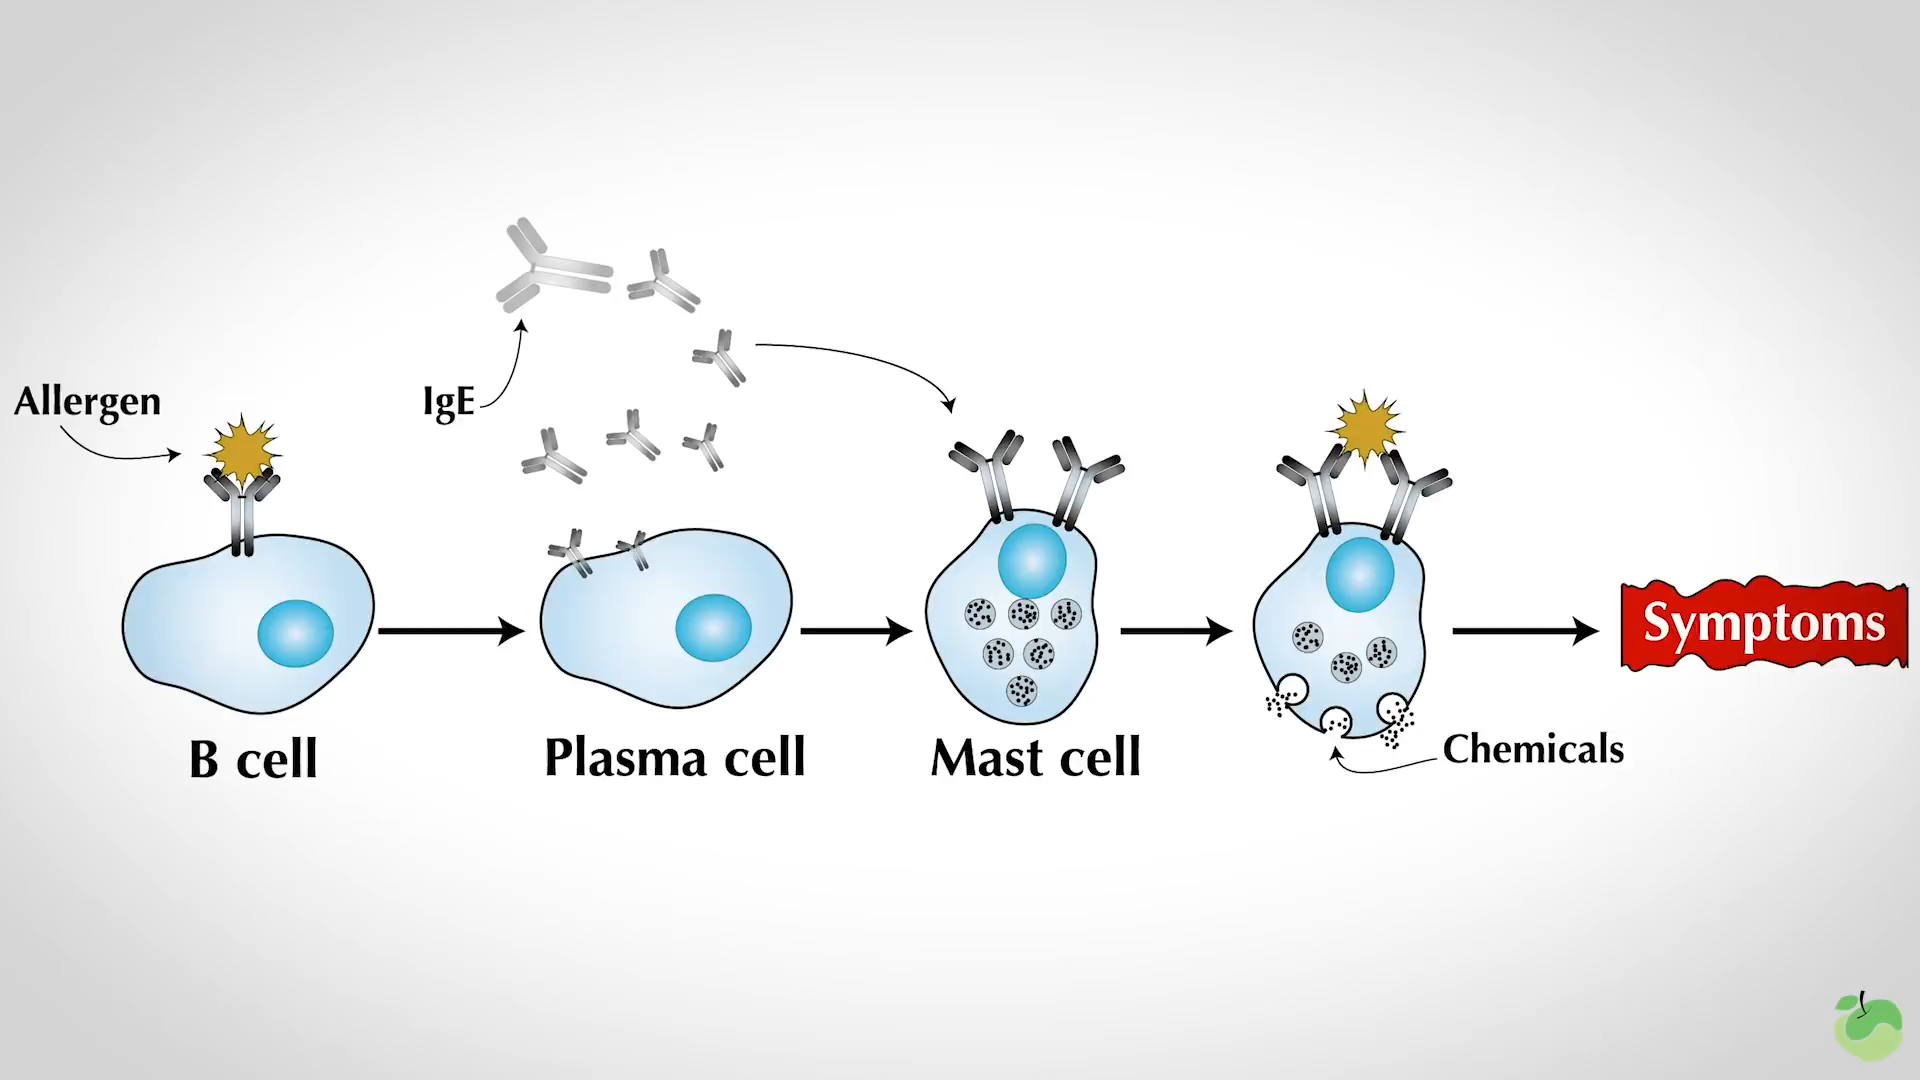 Allergen
IgE
B cell
Plasma cell
Mast cell
Chemicals
Symptoms